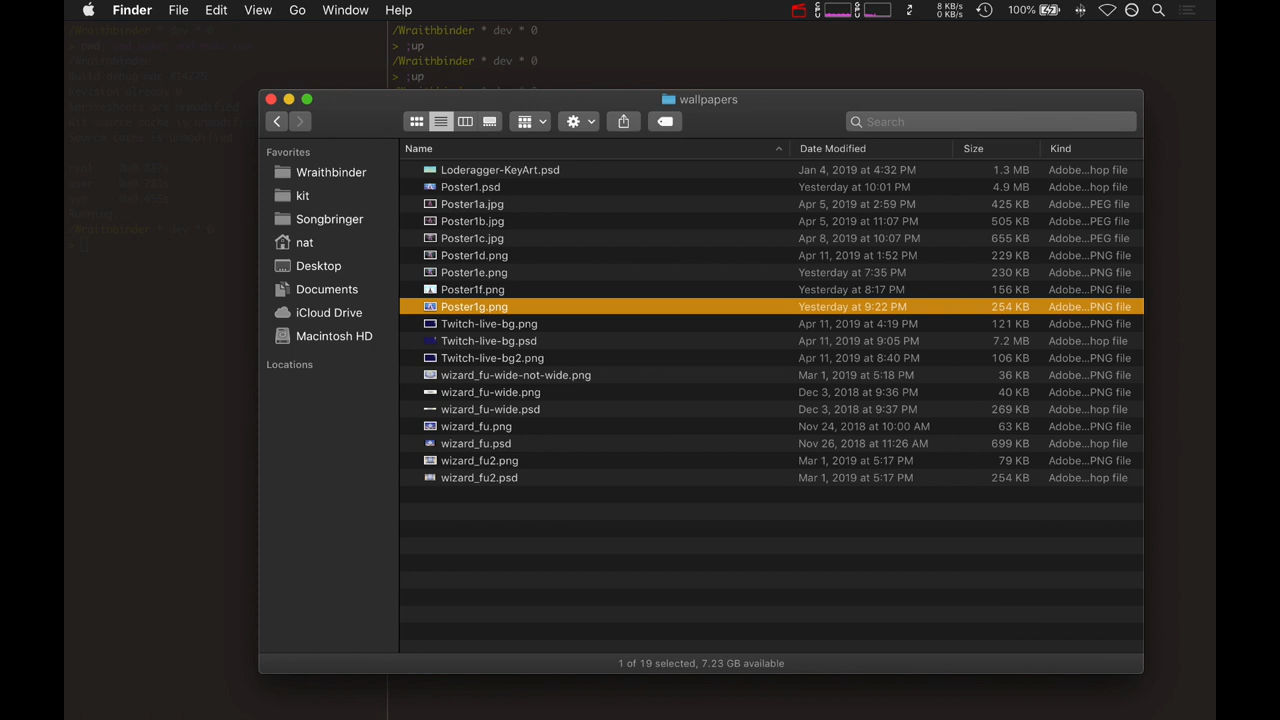 Finder File Edit View Go Window Help 8 KB/s 0 KB/s 100%
/Wraithbinder * dev * 0
> pwd
/Wraithbinder
/Wraithbinder * dev * 0
/Wraithbinder * dev * 0
> ;up
/Wraithbinder * dev * 0
> ;up
wallpapers
Search
Favorites
Wraithbinder
kit
Songbringer
nat
Desktop
Documents
iCloud Drive
Macintosh HD
Locations
Name Date Modified Size Kind
Loderagger-KeyArt.psd Jan 4, 2019 at 4:32 PM 1.3 MB Adobe...hop file
Poster1.psd Yesterday at 10:01 PM 4.9 MB Adobe...hop file
Poster1a.jpg Apr 5, 2019 at 2:59 PM 425 KB Adobe...PEG file
Poster1b.jpg Apr 5, 2019 at 11:07 PM 505 KB Adobe...PEG file
Poster1c.jpg Apr 8, 2019 at 10:07 PM 655 KB Adobe...PEG file
Poster1d.png Apr 11, 2019 at 1:52 PM 229 KB Adobe...PNG file
Poster1e.png Yesterday at 7:35 PM 230 KB Adobe...PNG file
Poster1f.png Yesterday at 8:17 PM 156 KB Adobe...PNG file
Poster1g.png Yesterday at 9:22 PM 254 KB Adobe...PNG file
Twitch-live-bg.png Apr 11, 2019 at 4:19 PM 121 KB Adobe...PNG file
Twitch-live-bg.psd Apr 11, 2019 at 9:05 PM 7.2 MB Adobe...hop file
Twitch-live-bg2.png Apr 11, 2019 at 8:40 PM 106 KB Adobe...PNG file
wizard_fu-wide-not-wide.png Mar 1, 2019 at 5:18 PM 36 KB Adobe...PNG file
wizard_fu-wide.png Dec 3, 2018 at 9:36 PM 40 KB Adobe...PNG file
wizard_fu-wide.psd Dec 3, 2018 at 9:37 PM 269 KB Adobe...hop file
wizard_fu.png Nov 24, 2018 at 10:00 AM 63 KB Adobe...PNG file
wizard_fu.psd Nov 26, 2018 at 11:26 AM 699 KB Adobe...hop file
wizard_fu2.png Mar 1, 2019 at 5:17 PM 79 KB Adobe...PNG file
wizard_fu2.psd Mar 1, 2019 at 5:17 PM 254 KB Adobe...hop file
1 of 19 selected, 7.23 GB available